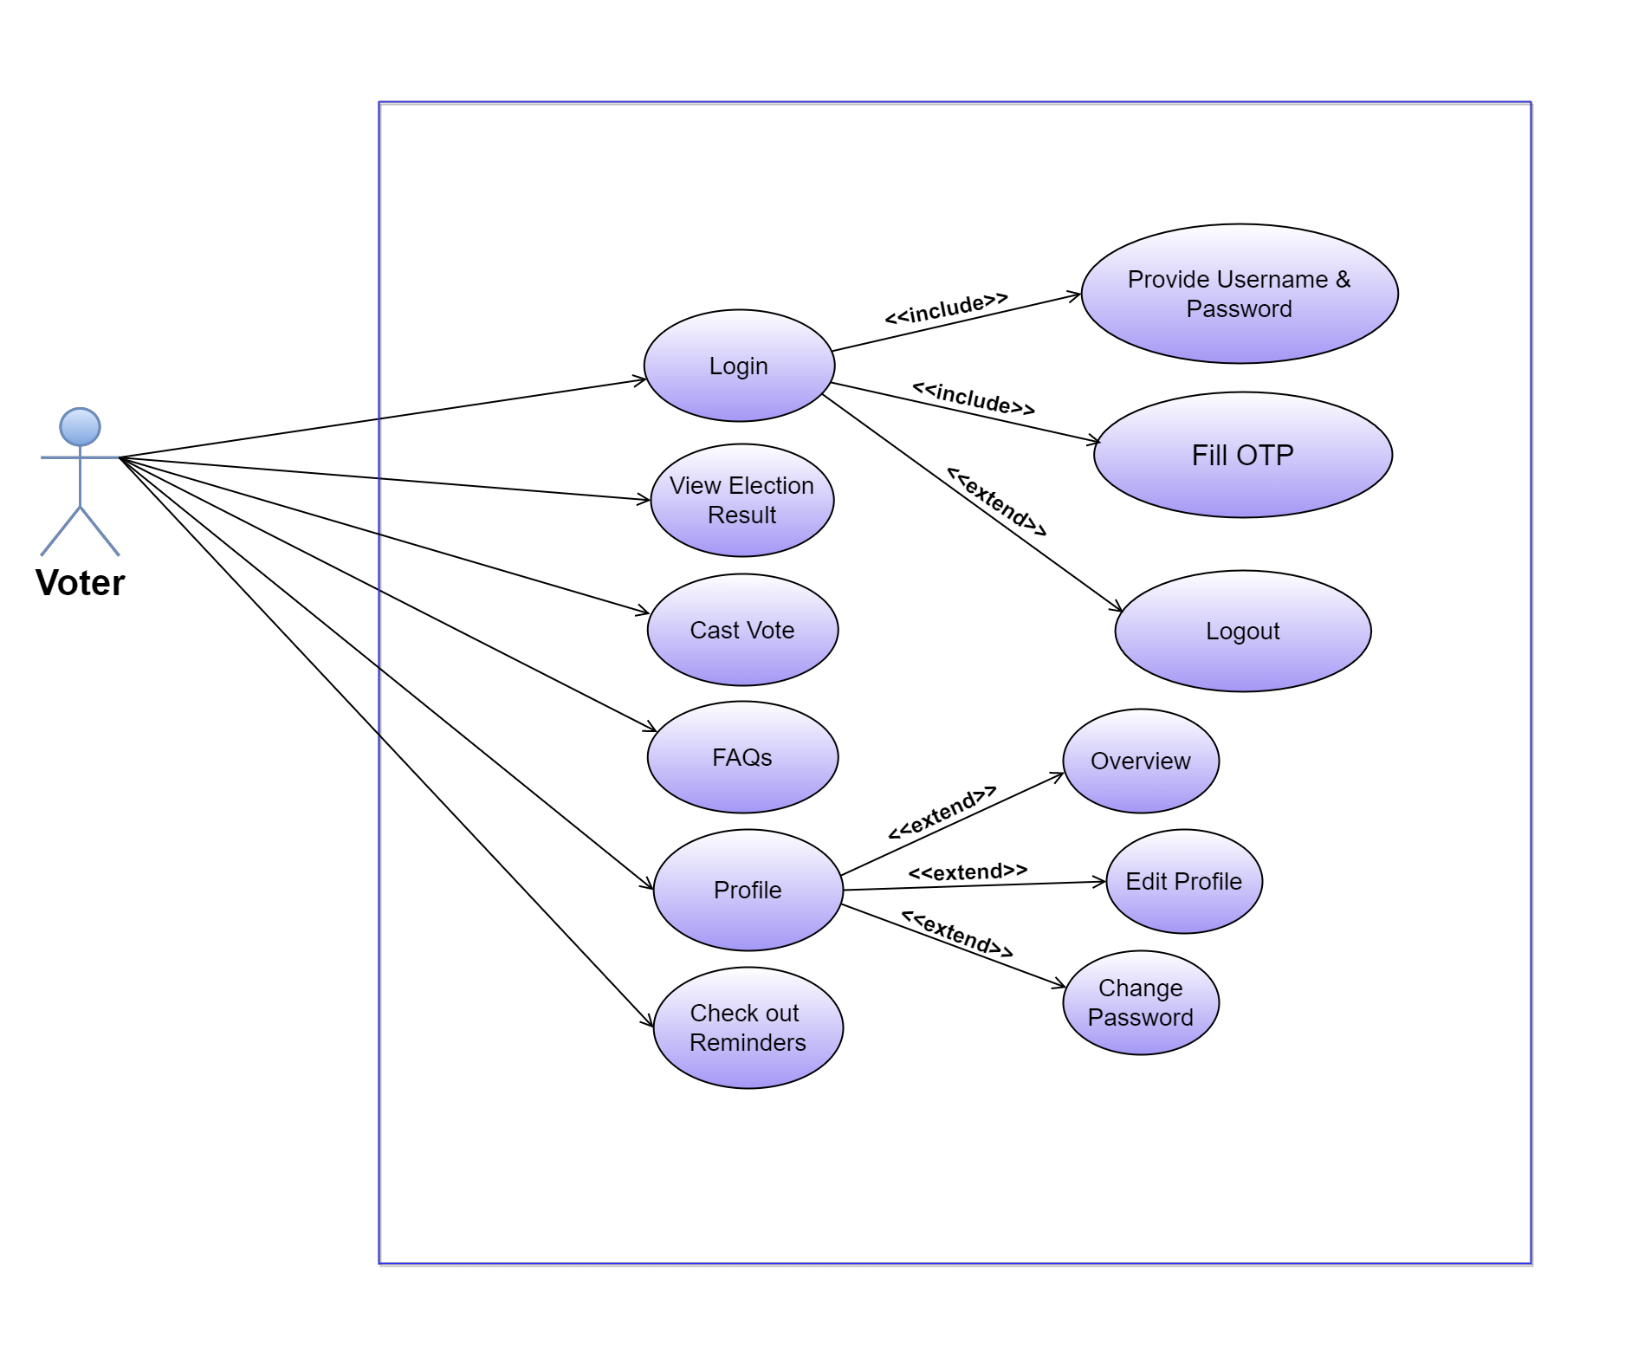 Provide Username &
Password
<<include>>
Login
<<include>>
Fill OTP
<<extend>>
View Election
Result
Voter
Cast Vote
Logout
FAQs
Overview
<<extend>>
Profile
<<extend>>
Edit Profile
<<extend>>
Change
Password
Check out
Reminders